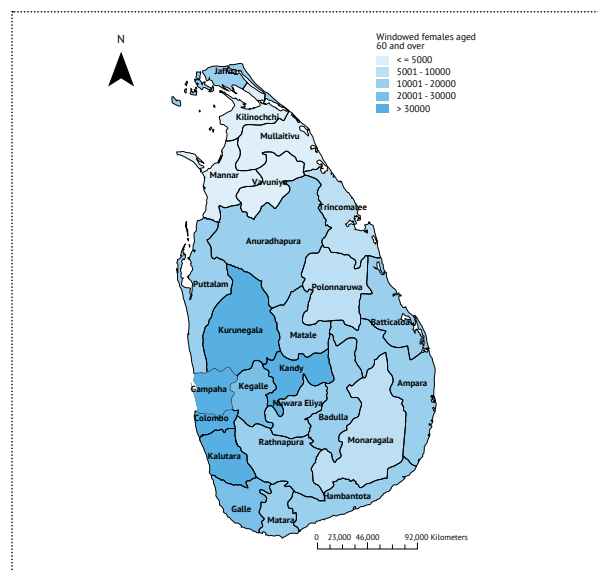 Windowed females aged
60 and over
< = 5000
5001 - 10000
10001 - 20000
20001 - 30000
> 30000
N
Jaffna
Kilinochchi
Mullaitivu
Mannar
Vavuniya
Trincomalee
Anuradhapura
Puttalam
Polonnaruwa
Kurunegala
Batticaloa
Matale
Kandy
Ampara
Gampaha
Kegalle
Nuwara Eliya
Colombo
Badulla
Rathnapura
Monaragala
Kalutara
Hambantota
Galle
Matara
0 23,000 46,000 92,000 Kilometers